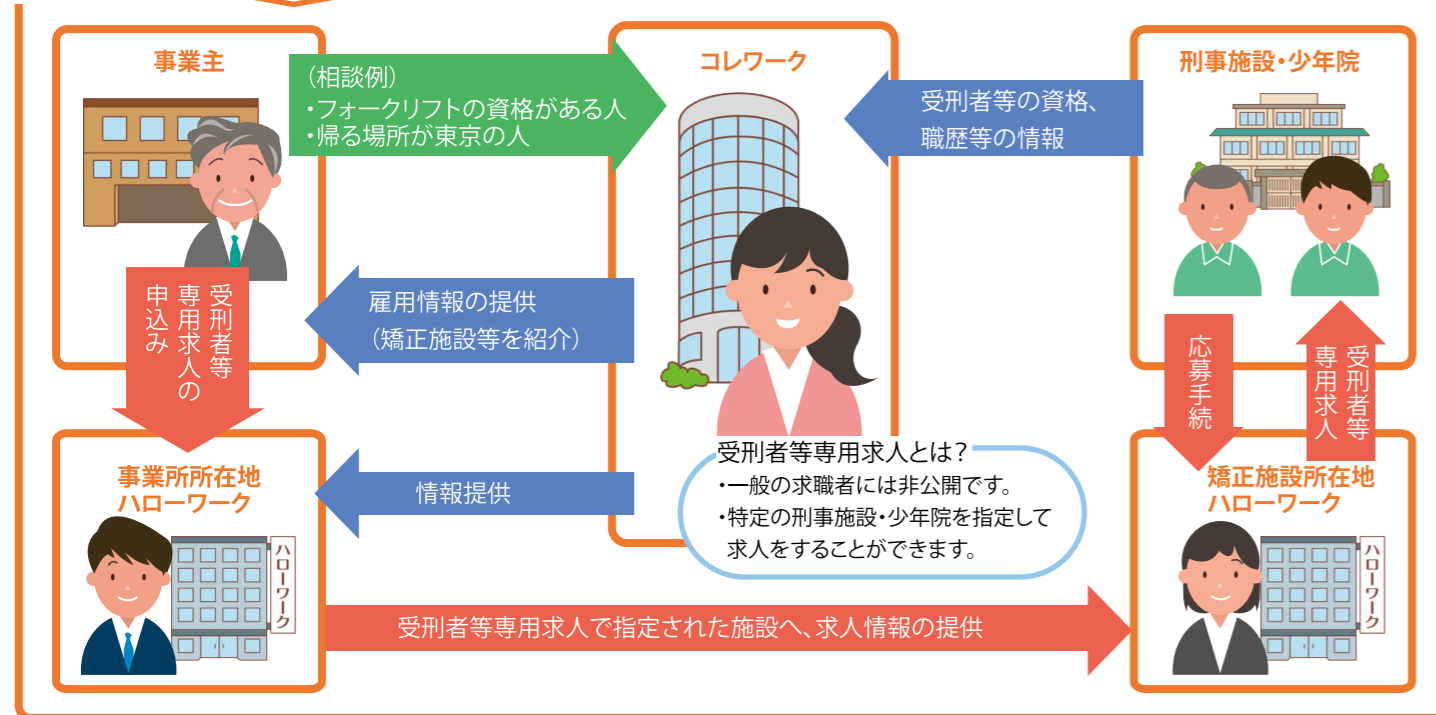 事業主
(相談例)
・フォークリフトの資格がある人
・帰る場所が東京の人
コレワーク
受刑者等の資格、
職歴等の情報
刑事施設・少年院
雇用情報の提供
(矯正施設等を紹介)
受刑者等
専用求人の
申込み
応募手続
受刑者等
専用求人
事業所所在地
ハローワーク
ハローワーク
情報提供
受刑者等専用求人とは?
・一般の求職者には非公開です。
・特定の刑事施設・少年院を指定して
求人をすることができます。
矯正施設所在地
ハローワーク
ハローワーク
受刑者等専用求人で指定された施設へ、求人情報の提供